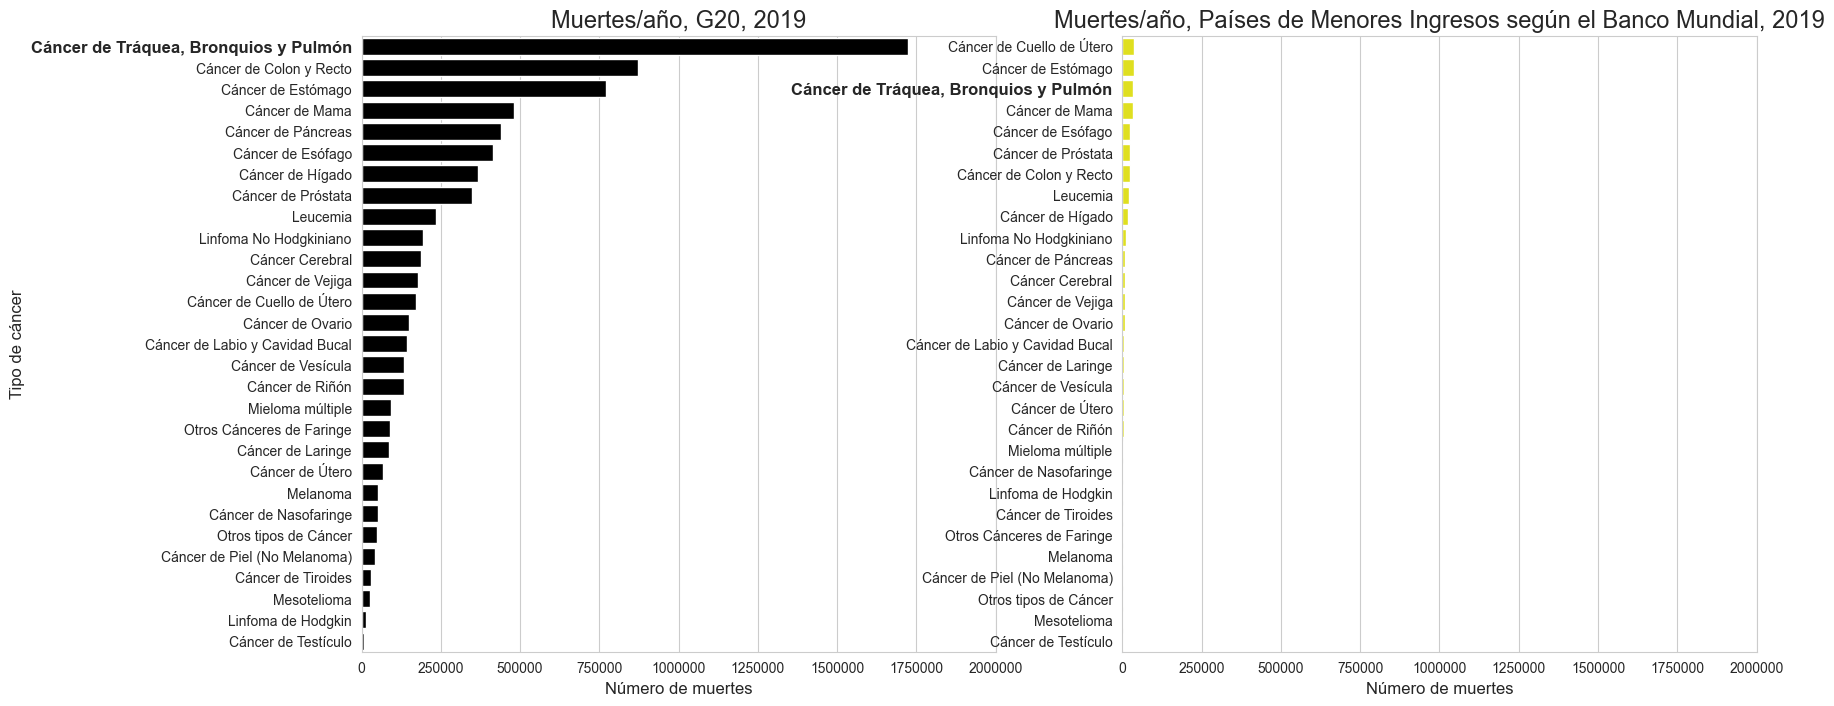 Muertes/año, G20, 2019
Tipo de cáncer
Cáncer de Tráquea, Bronquios y Pulmón
Cáncer de Colon y Recto
Cáncer de Estómago
Cáncer de Mama
Cáncer de Páncreas
Cáncer de Esófago
Cáncer de Hígado
Cáncer de Próstata
Leucemia
Linfoma No Hodgkiniano
Cáncer Cerebral
Cáncer de Vejiga
Cáncer de Cuello de Útero
Cáncer de Ovario
Cáncer de Labio y Cavidad Bucal
Cáncer de Vesícula
Cáncer de Riñón
Mieloma múltiple
Otros Cánceres de Faringe
Cáncer de Laringe
Cáncer de Útero
Melanoma
Cáncer de Nasofaringe
Otros tipos de Cáncer
Cáncer de Piel (No Melanoma)
Cáncer de Tiroides
Mesotelioma
Linfoma de Hodgkin
Cáncer de Testículo
0 250000 500000 750000 1000000 1250000 1500000 1750000 2000000
Número de muertes
Muertes/año, Países de Menores Ingresos según el Banco Mundial, 2019
Cáncer de Cuello de Útero
Cáncer de Estómago
Cáncer de Tráquea, Bronquios y Pulmón
Cáncer de Mama
Cáncer de Esófago
Cáncer de Próstata
Cáncer de Colon y Recto
Leucemia
Cáncer de Hígado
Linfoma No Hodgkiniano
Cáncer de Páncreas
Cáncer Cerebral
Cáncer de Vejiga
Cáncer de Ovario
Cáncer de Labio y Cavidad Bucal
Cáncer de Laringe
Cáncer de Vesícula
Cáncer de Útero
Cáncer de Riñón
Mieloma múltiple
Cáncer de Nasofaringe
Linfoma de Hodgkin
Cáncer de Tiroides
Otros Cánceres de Faringe
Melanoma
Cáncer de Piel (No Melanoma)
Otros tipos de Cáncer
Mesotelioma
Cáncer de Testículo
0 250000 500000 750000 1000000 1250000 1500000 1750000 2000000
Número de muertes